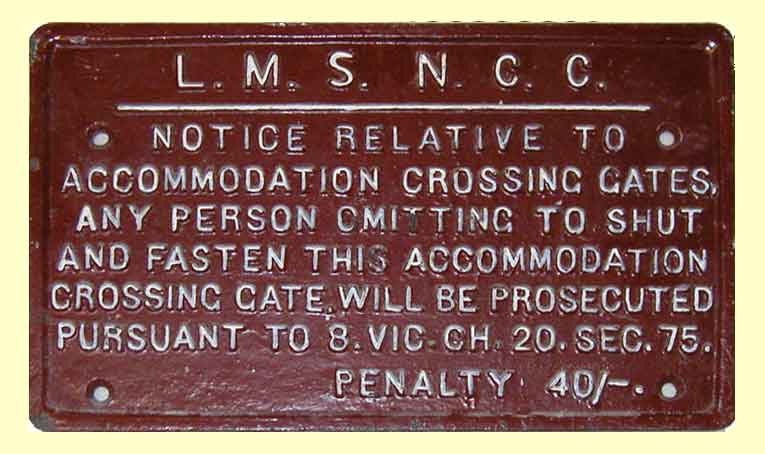 L. M. S. N. C. C.
NOTICE RELATIVE TO
ACCOMMODATION CROSSING GATES,
ANY PERSON OMITTING TO SHUT
AND FASTEN THIS ACCOMMODATION
CROSSING GATE, WILL BE PROSECUTED
PURSUANT TO 8. VIC. CH. 20. SEC. 75.
PENALTY 40/-.